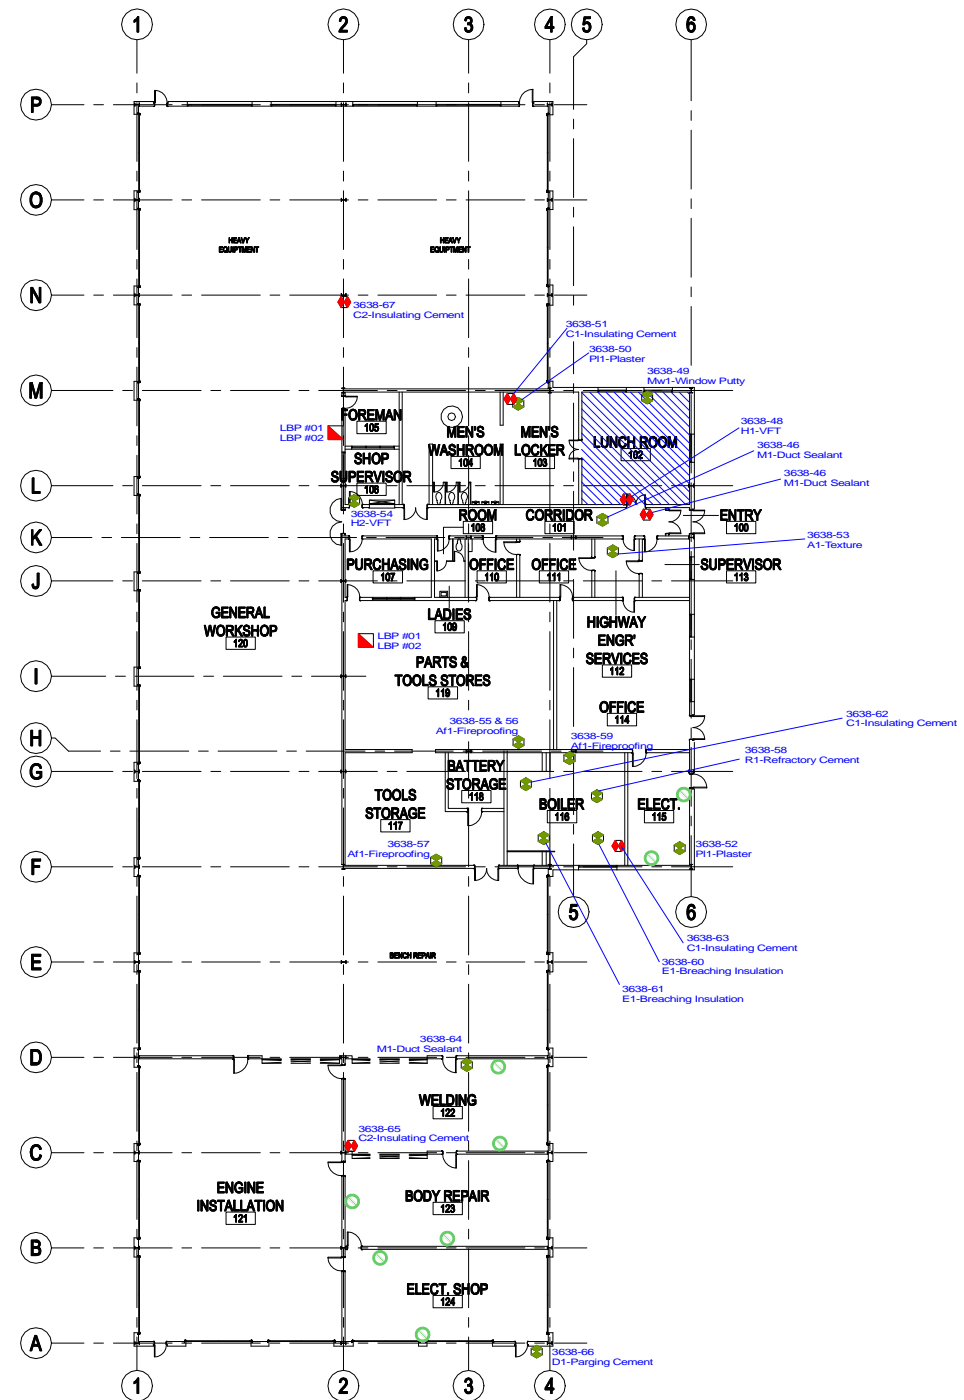 1 2 3 4 5 6
P
O
HEAVY
EQUIPTMENT
HEAVY
EQUIPTMENT
N
3638-67
C2-Insulating Cement
3638-51
C1-Insulating Cement
3638-50
Pl1-Plaster
3638-49
Mw1-Window Putty
M
LBP #01
LBP #02
FOREMAN
105
MEN'S
WASHROOM
104
MEN'S
LOCKER
103
LUNCH ROOM
102
3638-48
H1-VFT
3638-46
M1-Duct Sealant
3638-46
M1-Duct Sealant
SHOP
SUPERVISOR
106
L
3638-54
H2-VFT
ROOM
108
CORRIDOR
101
ENTRY
100
K
3638-53
A1-Texture
PURCHASING
107
OFFICE
110
OFFICE
111
SUPERVISOR
113
J
GENERAL
WORKSHOP
120
LADIES
109
HIGHWAY
ENGR'
SERVICES
112
LBP #01
LBP #02
PARTS &
TOOLS STORES
119
I
OFFICE
114
3638-55 & 56
Af1-Fireproofing
3638-59
Af1-Fireproofing
3638-62
C1-Insulating Cement
H
3638-58
R1-Refractory Cement
G
BATTERY
STORAGE
118
TOOLS
STORAGE
117
BOILER
116
ELECT.
115
3638-57
Af1-Fireproofing
3638-52
Pl1-Plaster
F
5 6
3638-63
C1-Insulating Cement
E
BENCH REPAIR
3638-60
E1-Breaching Insulation
3638-61
E1-Breaching Insulation
3638-64
M1-Duct Sealant
D
WELDING
122
3638-65
C2-Insulating Cement
C
ENGINE
INSTALLATION
121
BODY REPAIR
123
B
ELECT. SHOP
124
A
3638-66
D1-Parging Cement
1 2 3 4